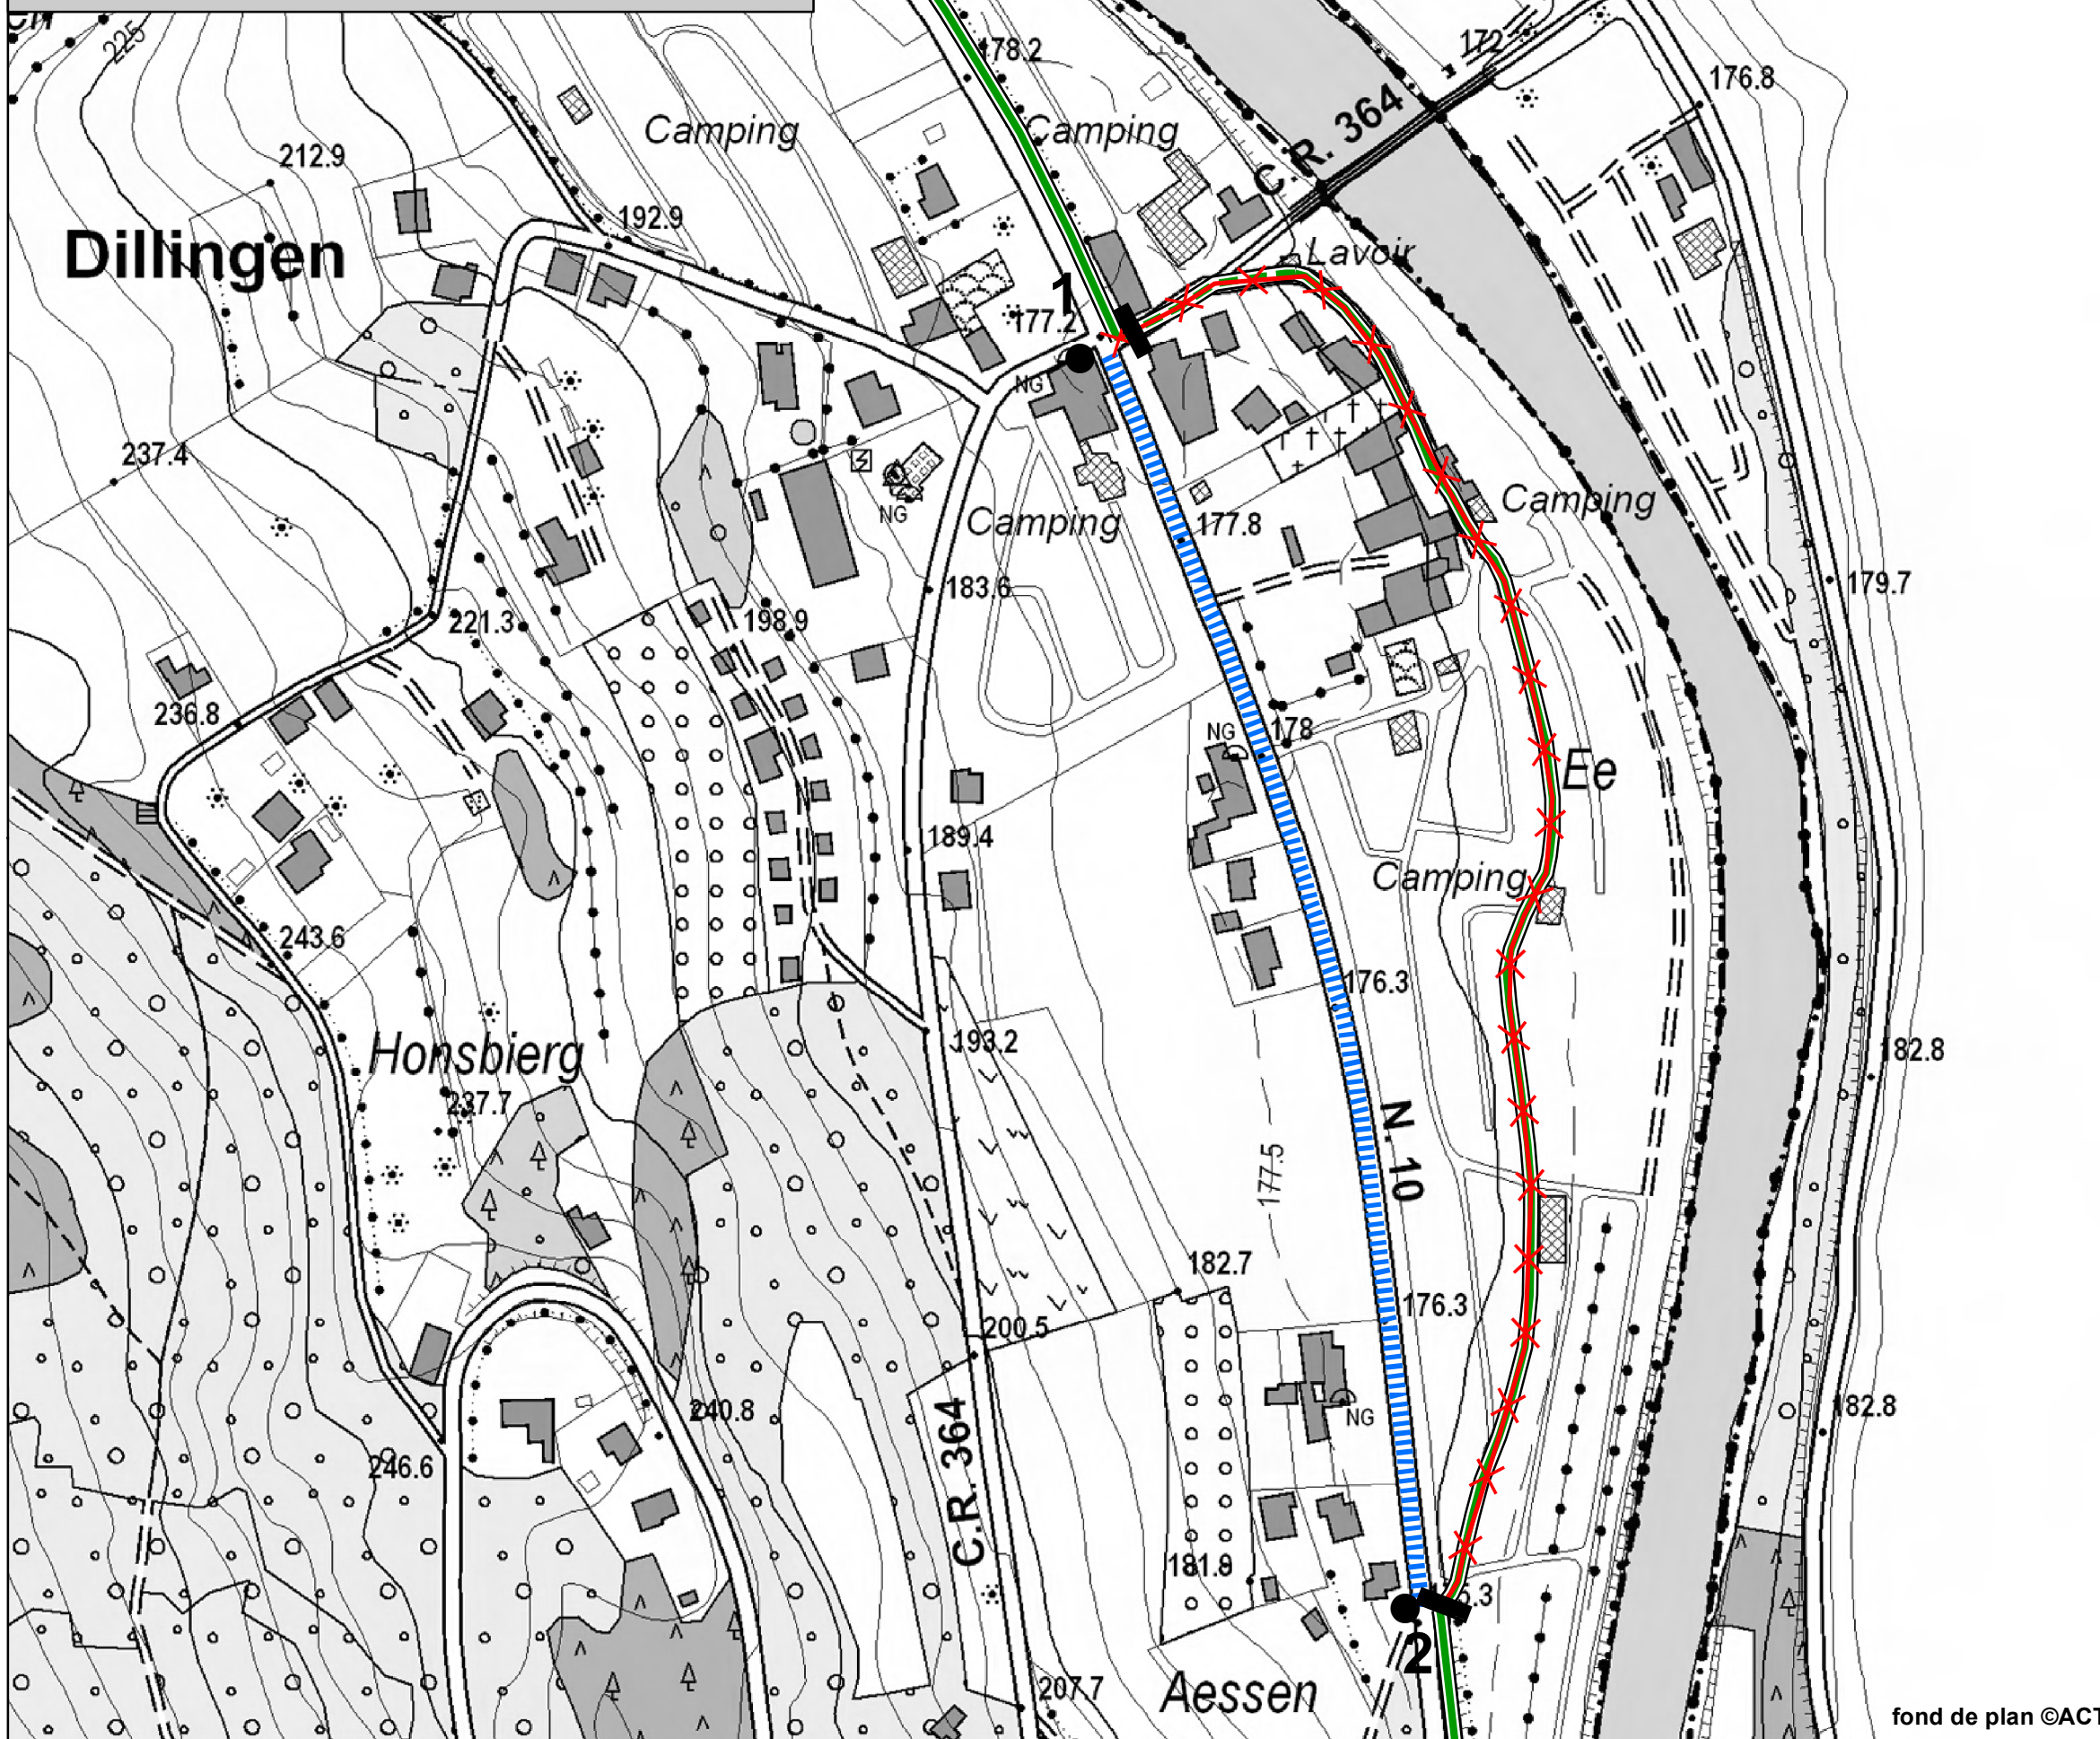 225
178.2
172
176.8
Camping
Camping
C. R. 364
212.9
192.9
Dillingen
Lavoir
1
177.2
NG
237.4
NG
Camping
177.8
Camping
183.6
179.7
221.3
198.9
236.8
NG
178
Ee
189.4
Camping
243.6
176.3
193.2
182.8
Honsbierg
237.7
N. 10
177.5
182.7
176.3
200.5
182.8
240.8
NG
246.6
C.R. 364
181.9
2
Aessen
207.7
fond de plan ©ACT